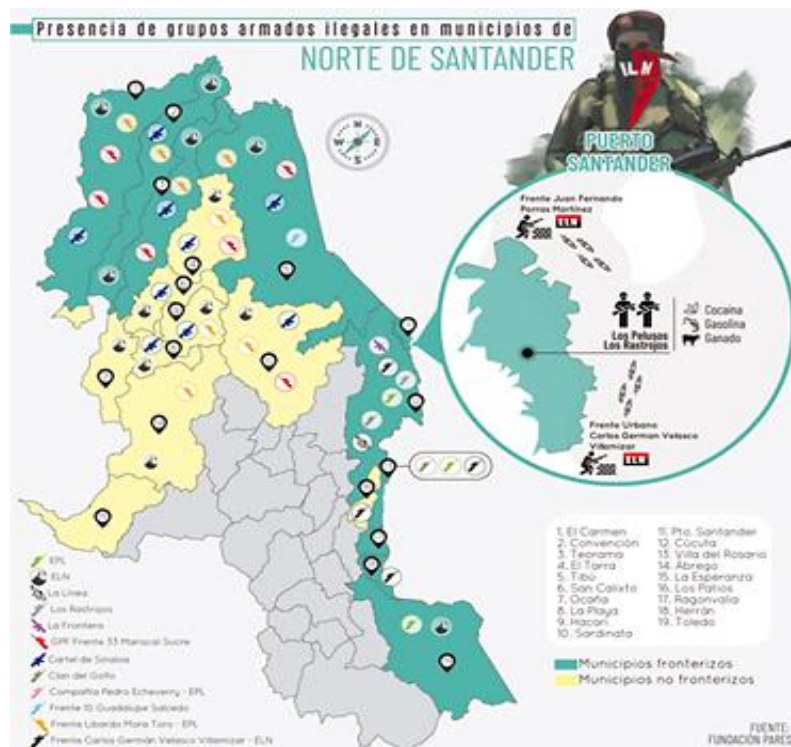 Presencia de grupos armados ilegales en municipios de
NORTE DE SANTANDER
ELN
PUERTO
SANTANDER
Frente Juan Fernando
Porras Martínez
ELN
Los Pelusos
Los Rastrojos
Cocaína
Gasolina
Ganado
Frente Urbano
Carlos German Velasco
Villamizar
ELN
1. El Carmen
2. Convención
3. Teorama
4. El Tarra
5. Tibú
6. San Calixto
7. Ocaña
8. La Playa
9. Hacarí
10. Sardinata
11. Pto. Santander
12. Cúcuta
13. Villa del Rosario
14. Ábrego
15. La Esperanza
16. Los Patios
17. Ragonvalia
18. Herrán
19. Toledo
EPL
ELN
La Línea
Los Rastrojos
La Frontera
GPF Frente 33 Mariscal Sucre
Cartel de Sinaloa
Clan del Golfo
Compañía Pedro Echeverry - EPL
Frente 10 Guadalupe Salcedo
Frente Libardo Mora Toro - EPL
Frente Carlos Germán Velasco Villamizar - ELN
Municipios fronterizos
Municipios no fronterizos
FUENTE:
FUNDACIÓN PARES